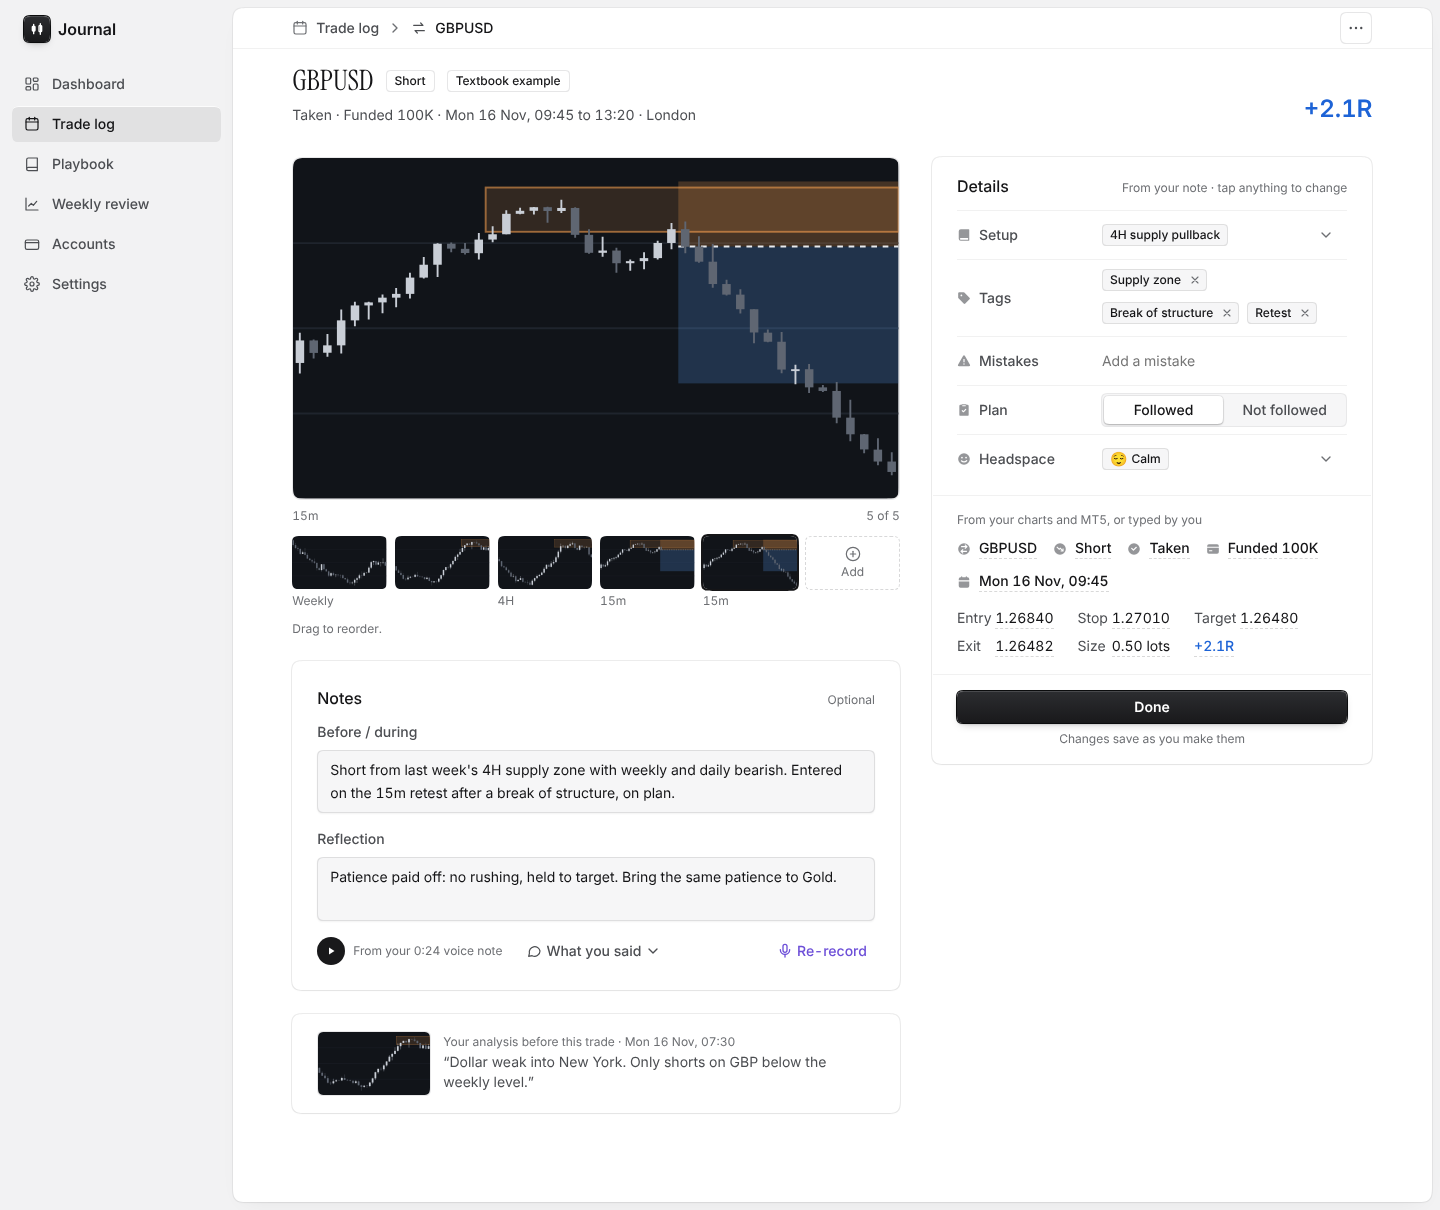 Journal
Dashboard
Trade log
Playbook
Weekly review
Accounts
Settings
Trade log
GBPUSD
GBPUSD
Short
Textbook example
Taken · Funded 100K · Mon 16 Nov, 09:45 to 13:20 · London
+2.1R
15m
5 of 5
Weekly
4H
15m
15m
Add
Drag to reorder.
Notes
Optional
Before / during
Short from last week's 4H supply zone with weekly and daily bearish. Entered
on the 15m retest after a break of structure, on plan.
Reflection
Patience paid off: no rushing, held to target. Bring the same patience to Gold.
From your 0:24 voice note
What you said
Re-record
Your analysis before this trade · Mon 16 Nov, 07:30
“Dollar weak into New York. Only shorts on GBP below the
weekly level.”
Details
From your note · tap anything to change
Setup
4H supply pullback
Tags
Supply zone
Break of structure
Retest
Mistakes
Add a mistake
Plan
Followed
Not followed
Headspace
Calm
From your charts and MT5, or typed by you
GBPUSD
Short
Taken
Funded 100K
Mon 16 Nov, 09:45
Entry 1.26840
Stop 1.27010
Target 1.26480
Exit 1.26482
Size 0.50 lots
+2.1R
Done
Changes save as you make them